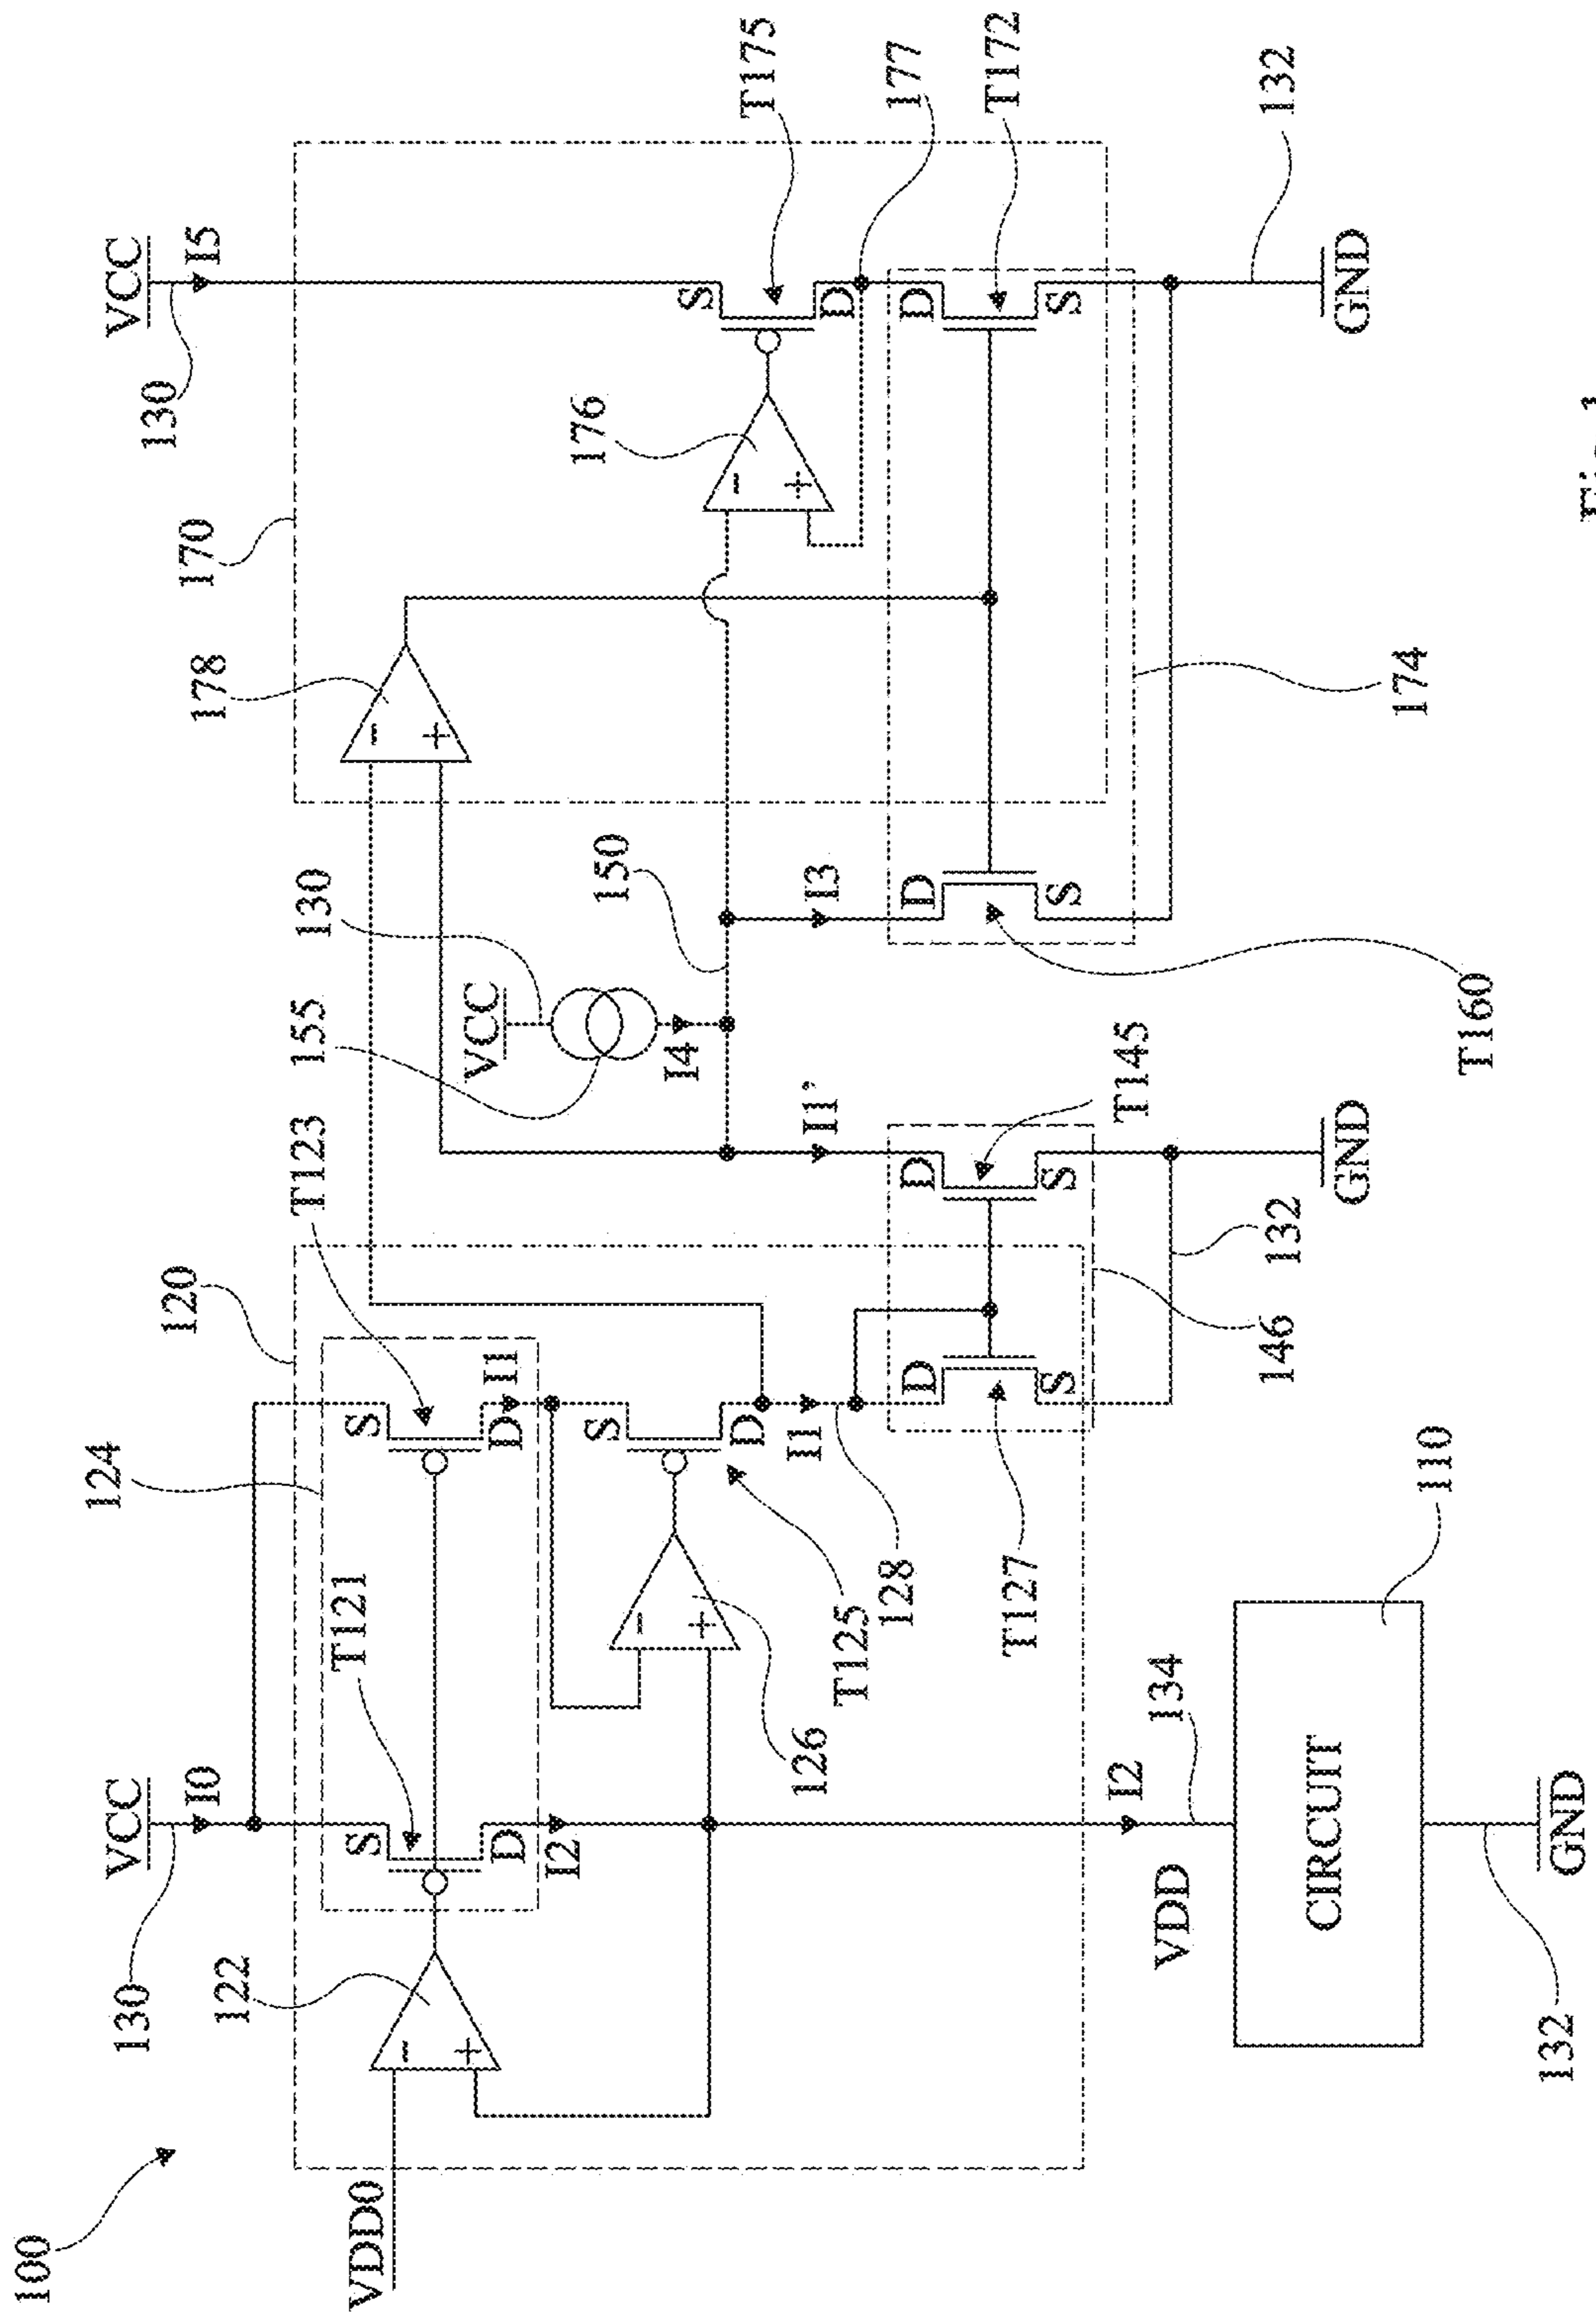 100
124
VCC
VCC
130
130
120
170
I0
I5
178
122
T123
155
130
T121
VDD0
S
S
−
−
+
+
VCC
D
D
I1
I2
176
S
150
−
I4
S
−
+
+
D
T175
I1
126
I1'
I3
D
T125
128
177
D
D
D
D
T127
T172
S
S
S
S
I2
T145
134
VDD
146
132
132
CIRCUIT
GND
GND
174
110
T160
132
GND